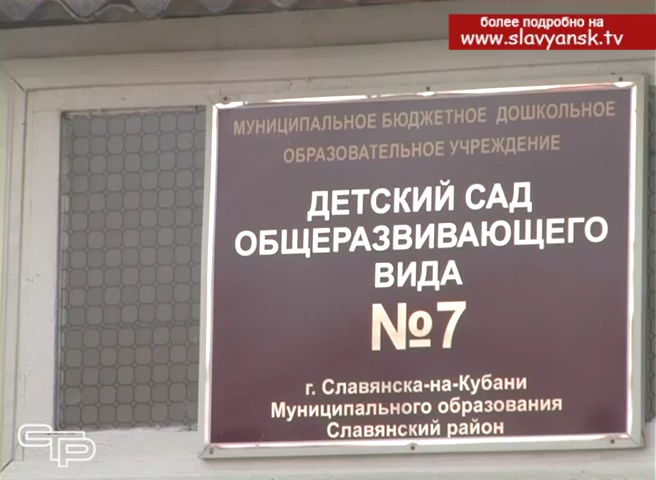 более подробно на
www.slavyansk.tv
МУНИЦИПАЛЬНОЕ БЮДЖЕТНОЕ ДОШКОЛЬНОЕ
ОБРАЗОВАТЕЛЬНОЕ УЧРЕЖДЕНИЕ
ДЕТСКИЙ САД
ОБЩЕРАЗВИВАЮЩЕГО
ВИДА
№7
г. Славянска-на-Кубани
Муниципального образования
Славянский район
СТР